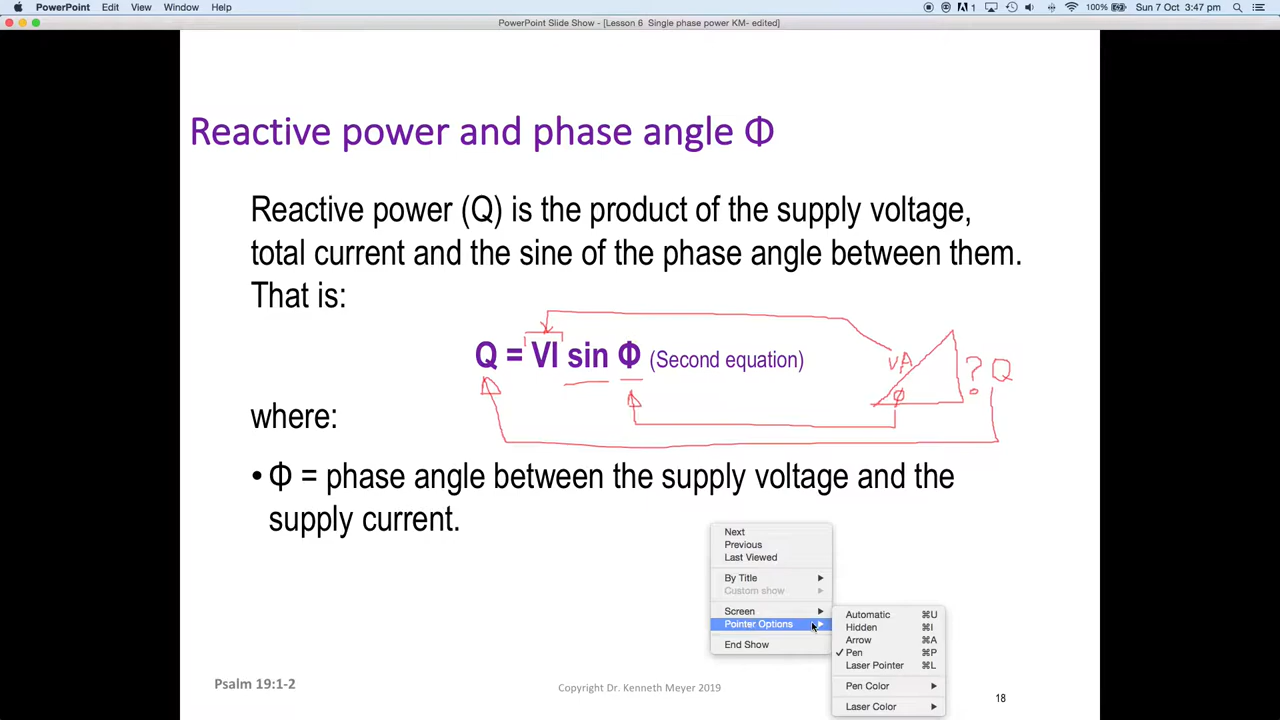 PowerPoint Edit View Window Help 1 100% Sun 7 Oct 3:47 pm
PowerPoint Slide Show - [Lesson 6 Single phase power KM- edited]
Reactive power and phase angle Φ
Reactive power (Q) is the product of the supply voltage,
total current and the sine of the phase angle between them.
That is:
Q = VI sin Φ (Second equation)
VA
? Q
Φ
where:
• Φ = phase angle between the supply voltage and the
supply current.
Next
Previous
Last Viewed
By Title
Custom show
Screen
Pointer Options
End Show
Automatic ⌘U
Hidden ⌘I
Arrow ⌘A
✓ Pen ⌘P
Laser Pointer ⌘L
Pen Color
Laser Color
Psalm 19:1-2
Copyright Dr. Kenneth Meyer 2019
18